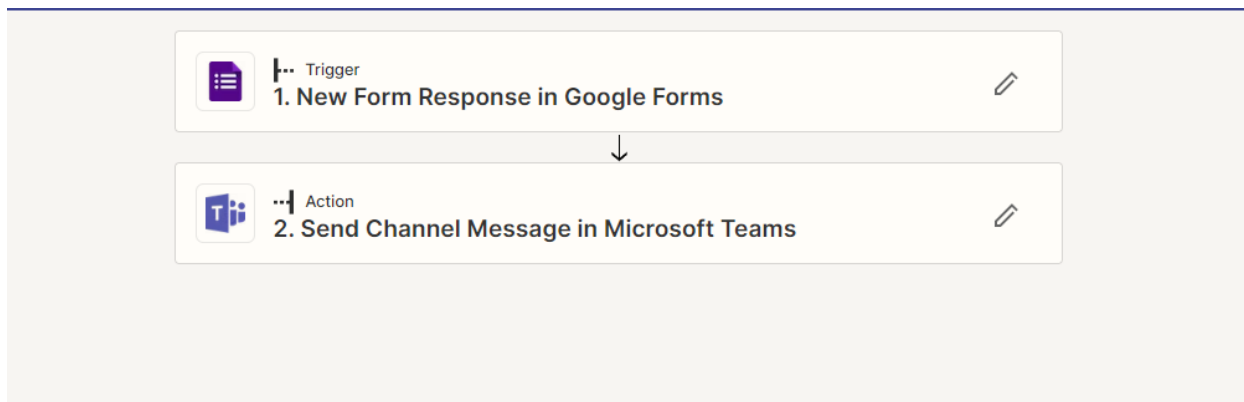 Trigger
1. New Form Response in Google Forms
Action
2. Send Channel Message in Microsoft Teams